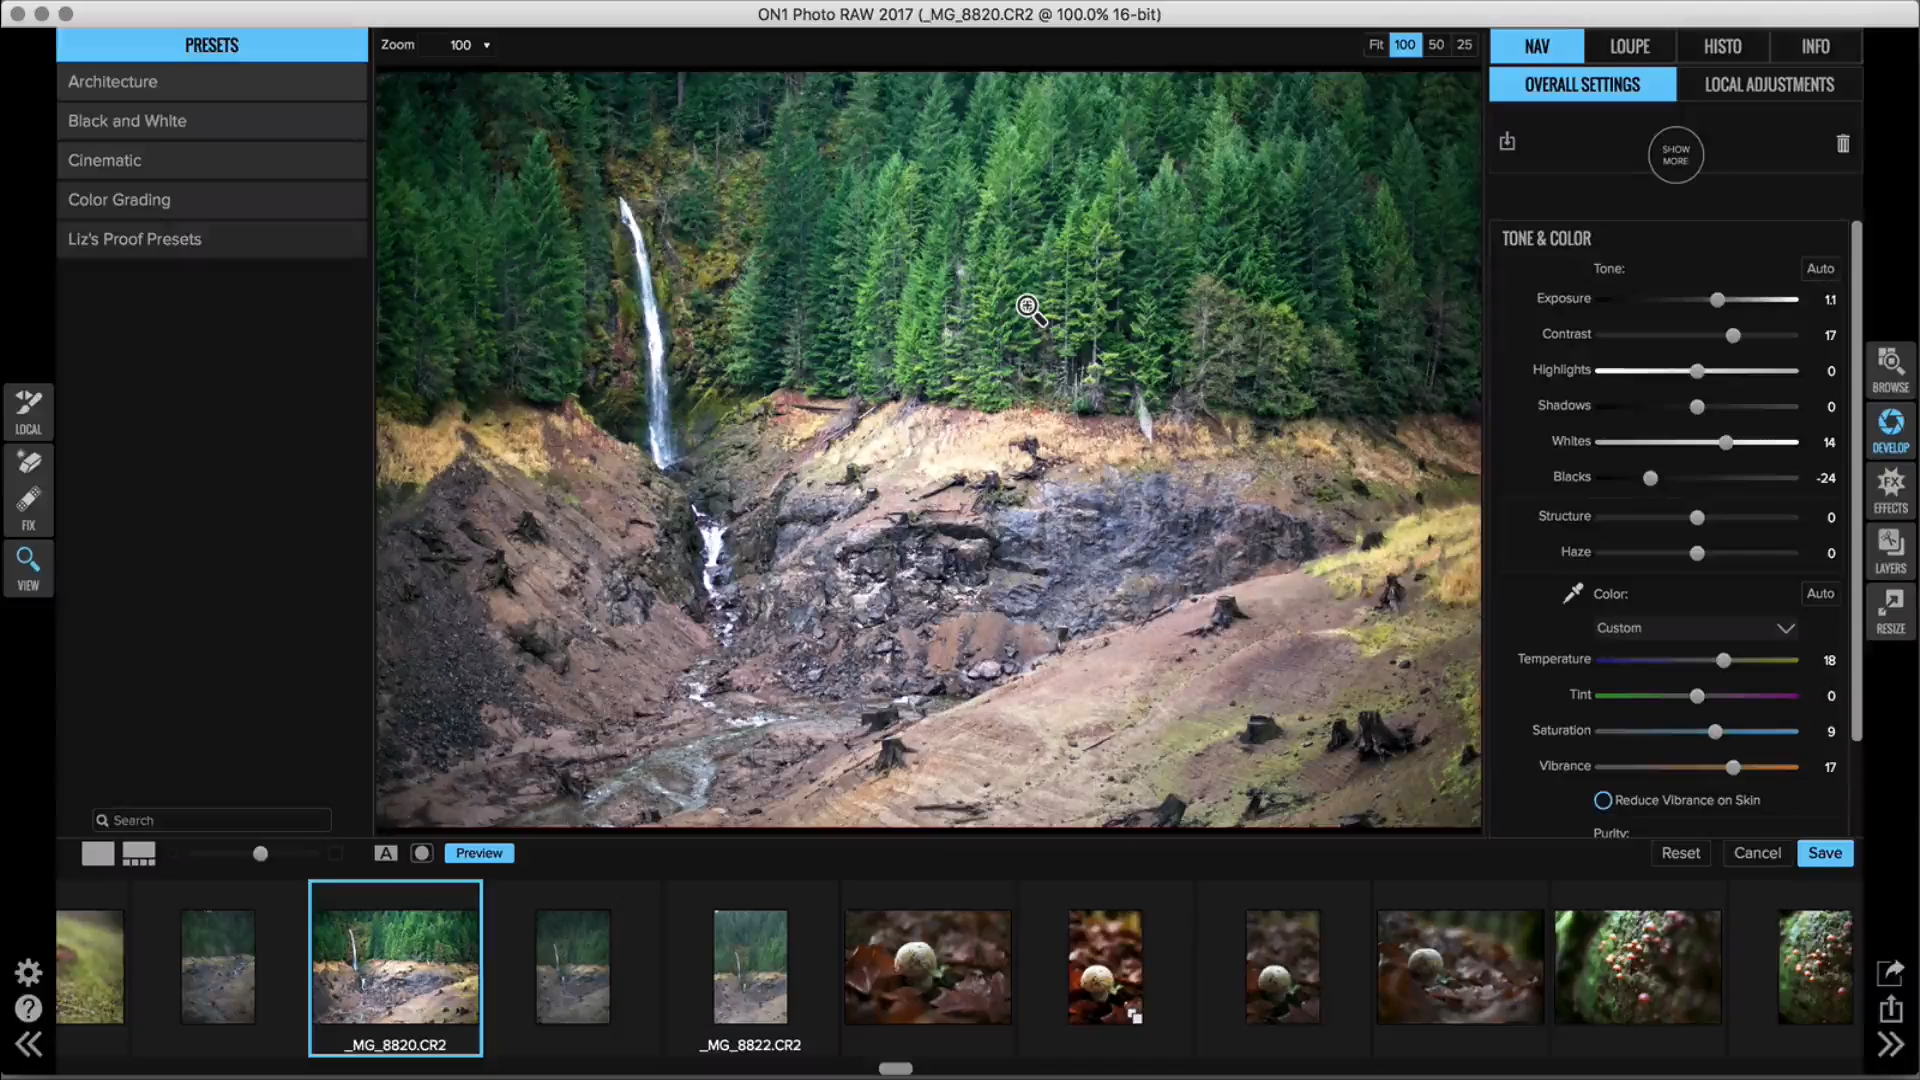 ON1 Photo RAW 2017 (_MG_8820.CR2 @ 100.0% 16-bit)
PRESETS
Architecture
Black and White
Cinematic
Color Grading
Liz's Proof Presets
Search
Zoom 100
Fit 100 50 25
NAV LOUPE HISTO INFO
OVERALL SETTINGS LOCAL ADJUSTMENTS
SHOW
MORE
TONE & COLOR
Tone: Auto
Exposure 1.1
Contrast 17
Highlights 0
Shadows 0
Whites 14
Blacks -24
Structure 0
Haze 0
Color: Auto
Custom
Temperature 18
Tint 0
Saturation 9
Vibrance 17
Reduce Vibrance on Skin
Purity:
LOCAL
FIX
VIEW
BROWSE
DEVELOP
FX
EFFECTS
LAYERS
RESIZE
A Preview
Reset Cancel Save
_MG_8820.CR2
_MG_8822.CR2
?